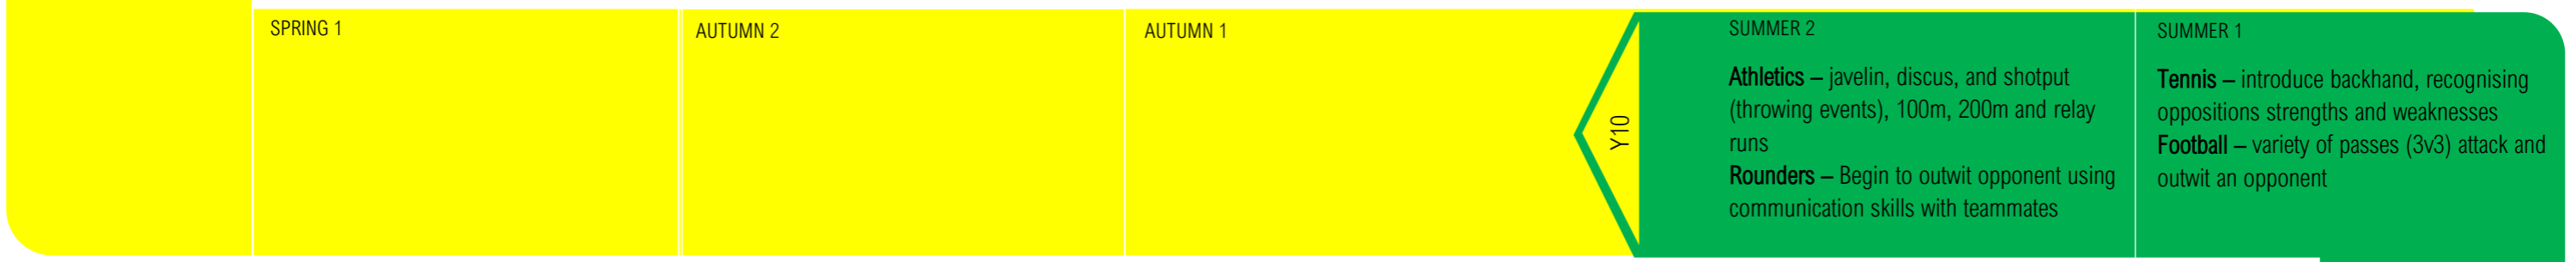 SPRING 1
AUTUMN 2
AUTUMN 1
Y10
SUMMER 2
Athletics – javelin, discus, and shotput
(throwing events), 100m, 200m and relay
runs
Rounders – Begin to outwit opponent using
communication skills with teammates
SUMMER 1
Tennis – introduce backhand, recognising
oppositions strengths and weaknesses
Football – variety of passes (3v3) attack and
outwit an opponent